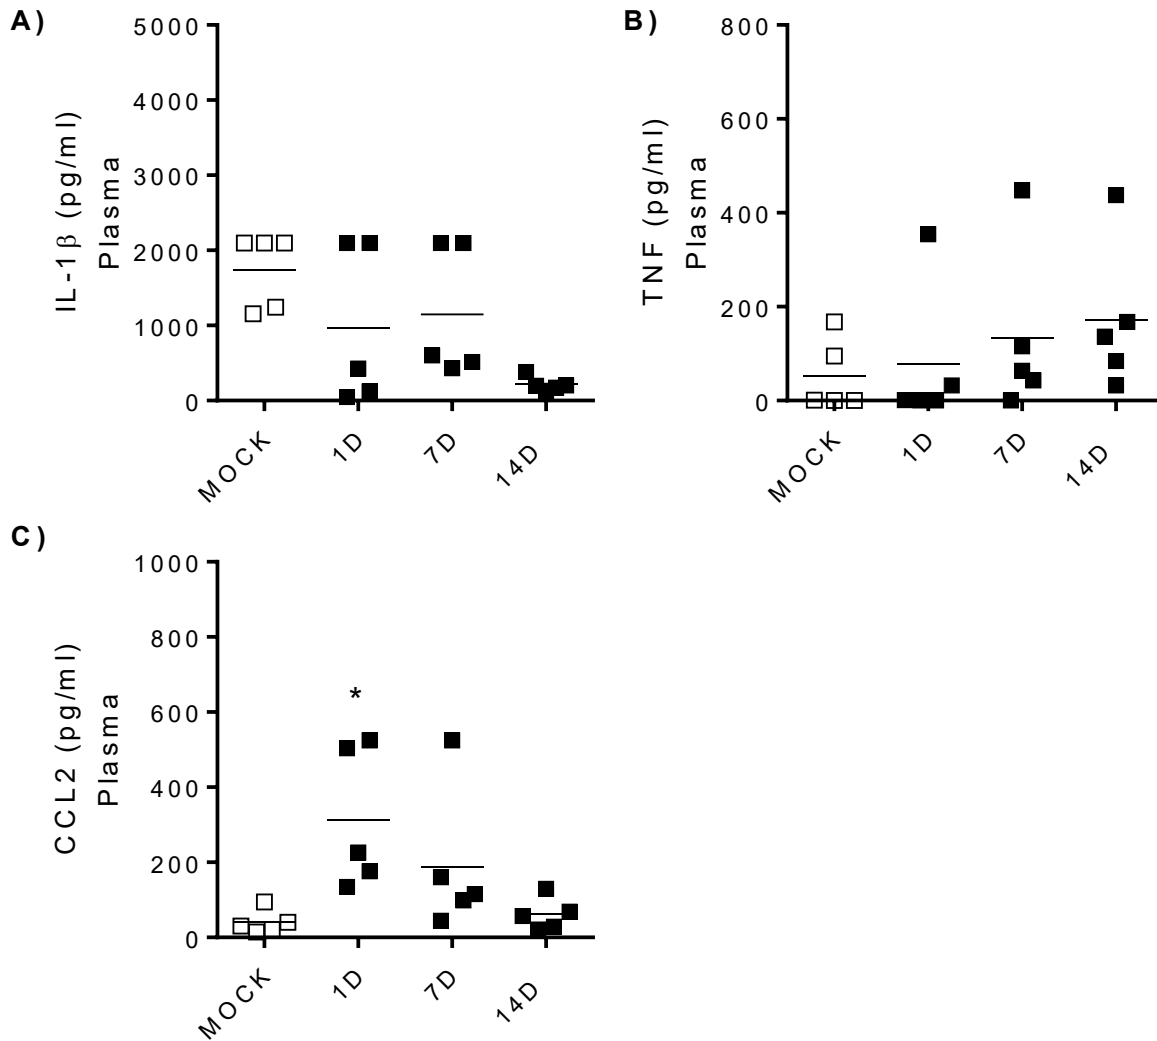 A)
5000
4000
3000
2000
1000
0
IL-1β (pg/ml)
Plasma
MOCK
1D
7D
14D
B)
800
600
400
200
0
TNF (pg/ml)
Plasma
MOCK
1D
7D
14D
C)
1000
800
600
400
200
0
CCL2 (pg/ml)
Plasma
*
MOCK
1D
7D
14D